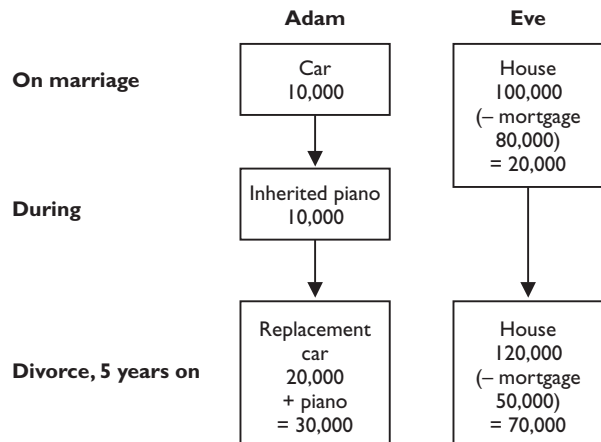 Adam
Eve
On marriage
Car
10,000
House
100,000
(– mortgage
80,000)
= 20,000
During
Inherited piano
10,000
Divorce, 5 years on
Replacement
car
20,000
+ piano
= 30,000
House
120,000
(– mortgage
50,000)
= 70,000